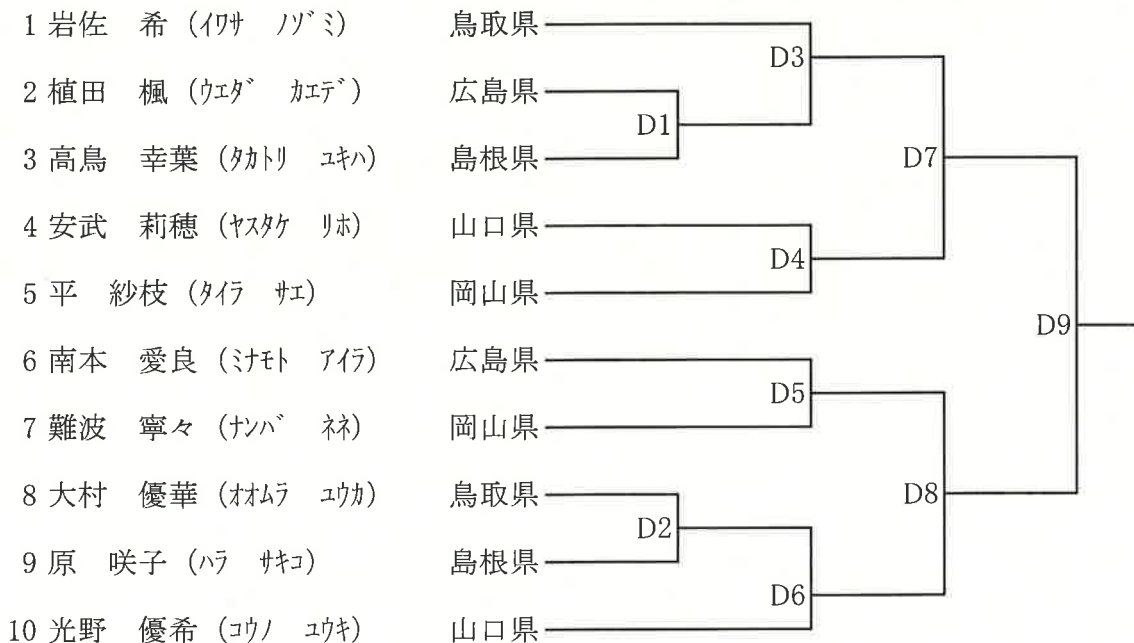 1 岩佐　希 (ｲﾜｻ　ﾉｿﾞﾐ)　鳥取県
D3
2 植田　楓 (ｳｴﾀﾞ　ｶｴﾃﾞ)　広島県
D1
3 高鳥　幸葉 (ﾀｶﾄﾘ　ﾕｷﾊ)　島根県
D7
4 安武　莉穂 (ﾔｽﾀｹ　ﾘﾎ)　山口県
D4
5 平　紗枝 (ﾀｲﾗ　ｻｴ)　岡山県
D9
6 南本　愛良 (ﾐﾅﾓﾄ　ｱｲﾗ)　広島県
D5
7 難波　寧々 (ﾅﾝﾊﾞ　ﾈﾈ)　岡山県
8 大村　優華 (ｵｵﾑﾗ　ﾕｳｶ)　鳥取県
D8
D2
9 原　咲子 (ﾊﾗ　ｻｷｺ)　島根県
D6
10 光野　優希 (ｺｳﾉ　ﾕｳｷ)　山口県